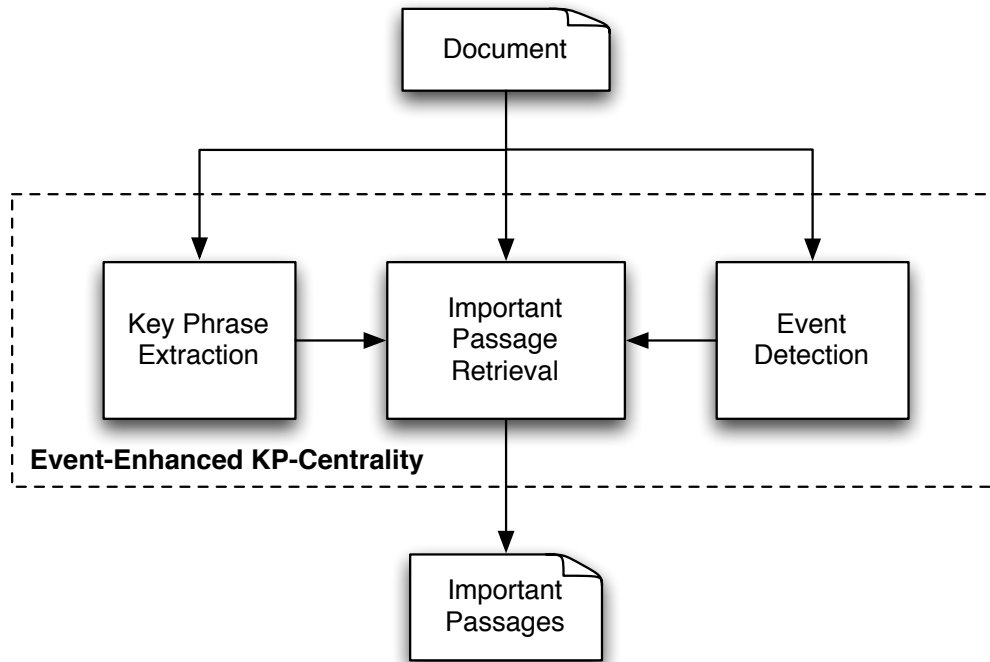 Document
Key Phrase
Extraction
Important
Passage
Retrieval
Event
Detection
Event-Enhanced KP-Centrality
Important
Passages